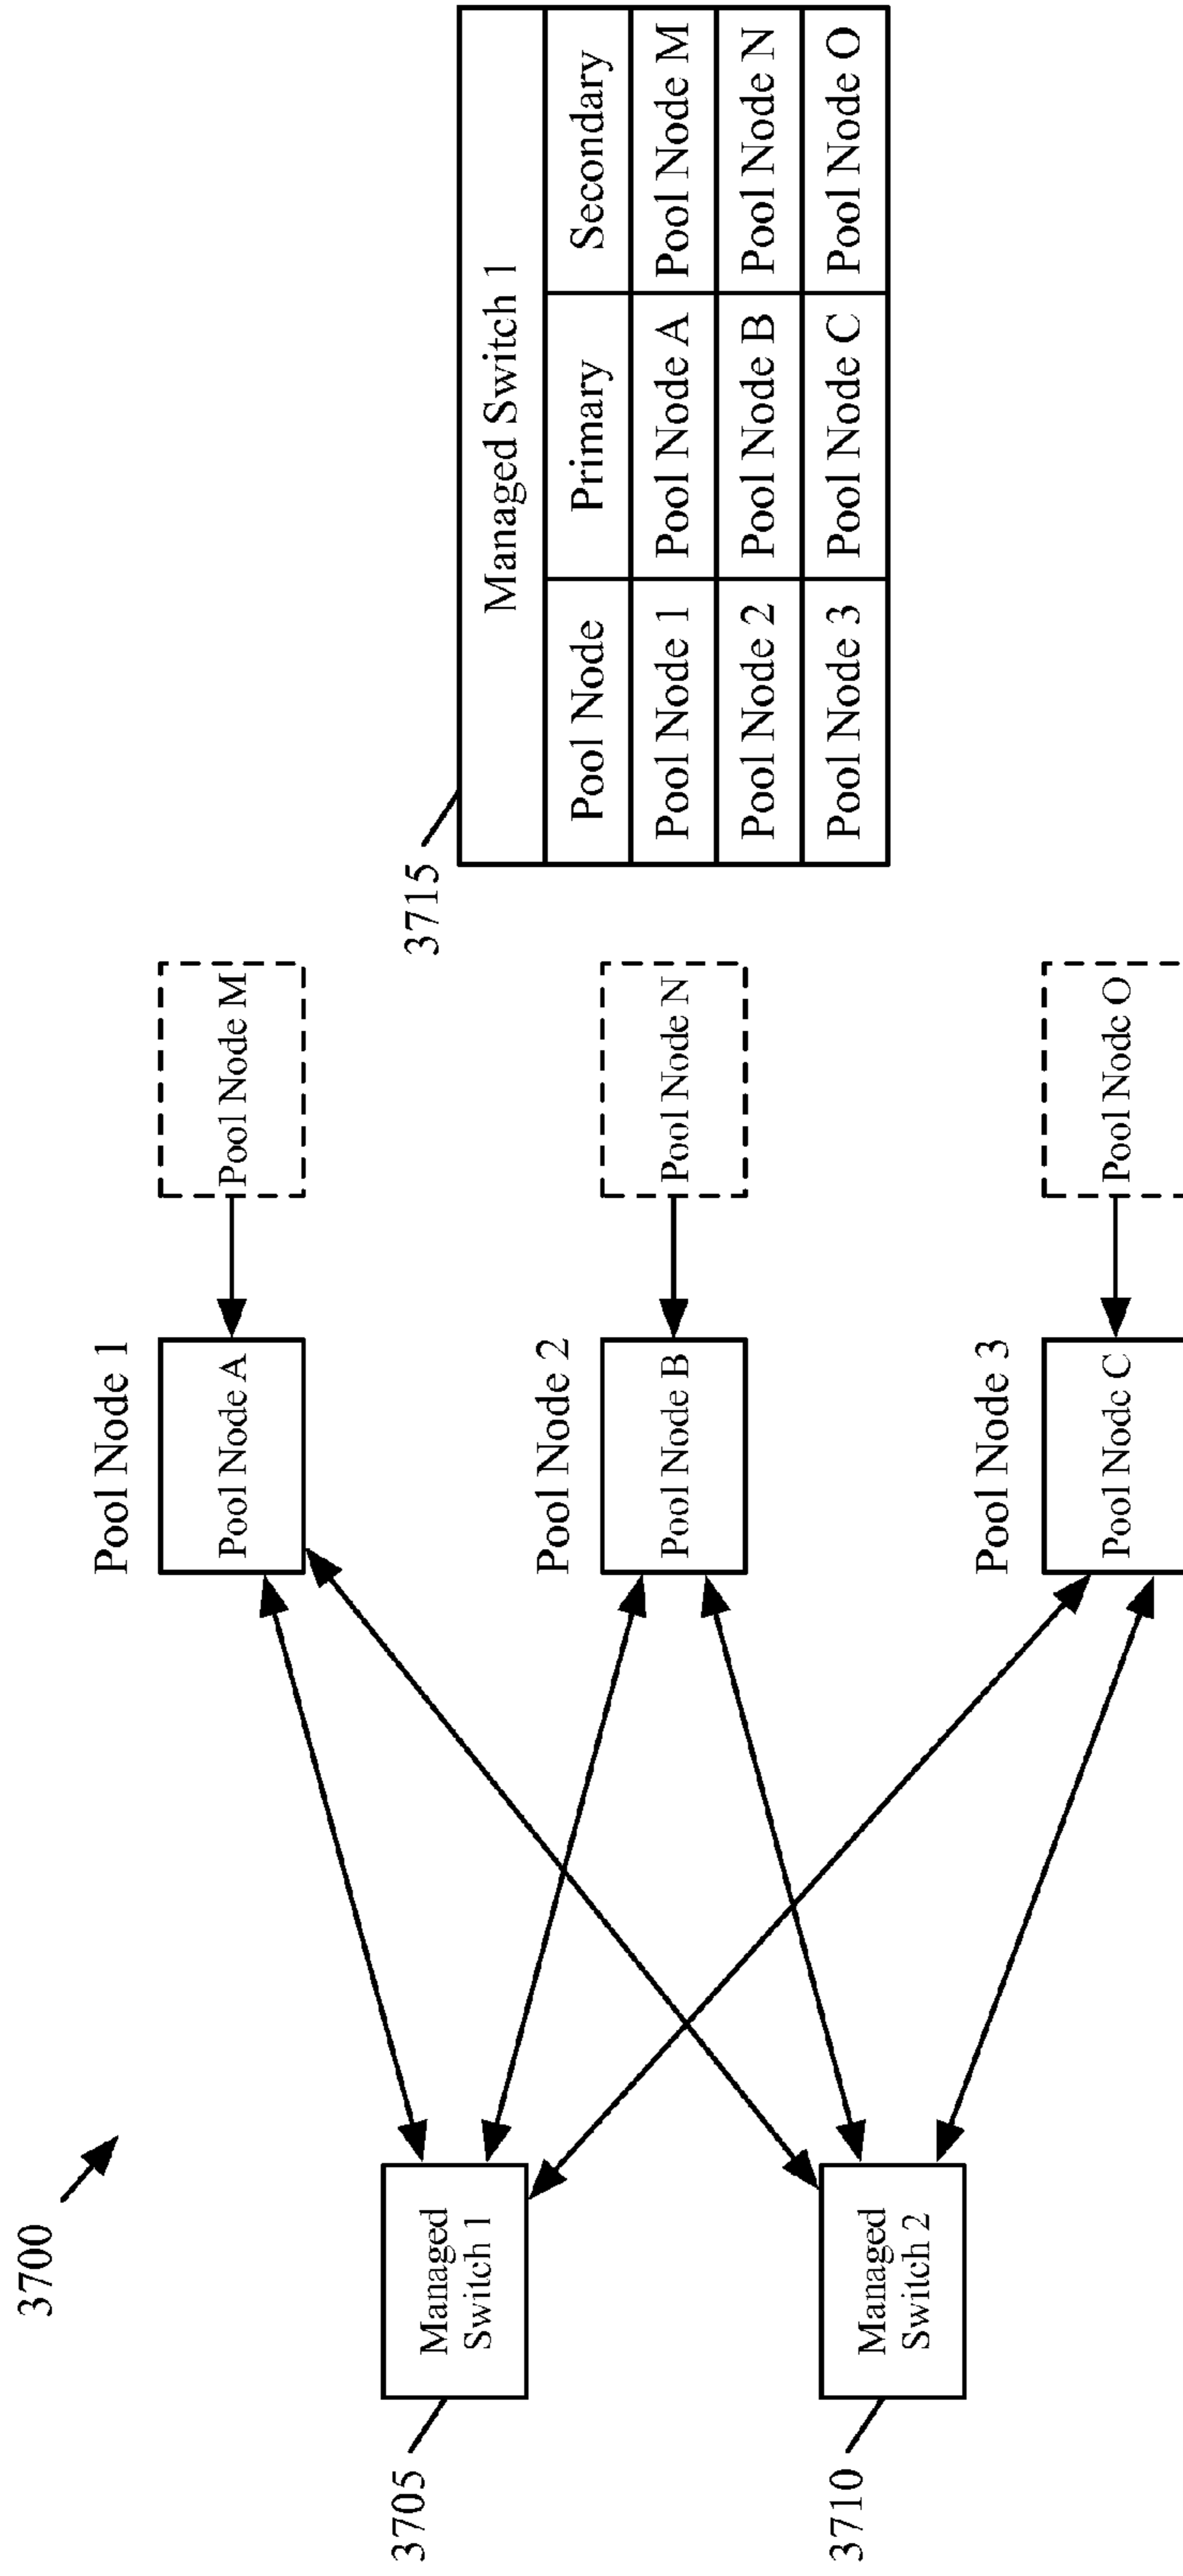 3700
3705
Managed
Switch 1
3710
Managed
Switch 2
Pool Node 1
Pool Node A
Pool Node M
Pool Node 2
Pool Node B
Pool Node N
Pool Node 3
Pool Node C
Pool Node O
3715
Managed Switch 1
Pool Node Primary Secondary
Pool Node 1 Pool Node A Pool Node M
Pool Node 2 Pool Node B Pool Node N
Pool Node 3 Pool Node C Pool Node O